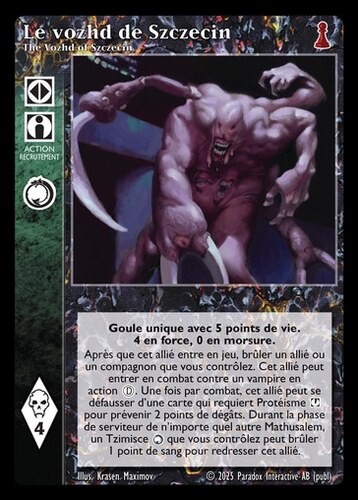 Le vozhd de Szczecin
The Vozhd of Szczecin
ACTION
RECRUTEMENT
4
Goule unique avec 5 points de vie.
4 en force, 0 en morsure.
Après que cet allié entre en jeu, brûler un allié ou
un compagnon que vous contrôlez. Cet allié peut
entrer en combat contre un vampire en
action Ⓓ. Une fois par combat, cet allié peut se
défausser d'une carte qui requiert Protéisme
pour prévenir 2 points de dégâts. Durant la phase
de serviteur de n'importe quel autre Mathusalem,
un Tzimisce que vous contrôlez peut brûler
1 point de sang pour redresser cet allié.
Illus. Krasen Maximov
© 2025 Paradox Interactive AB (publ)